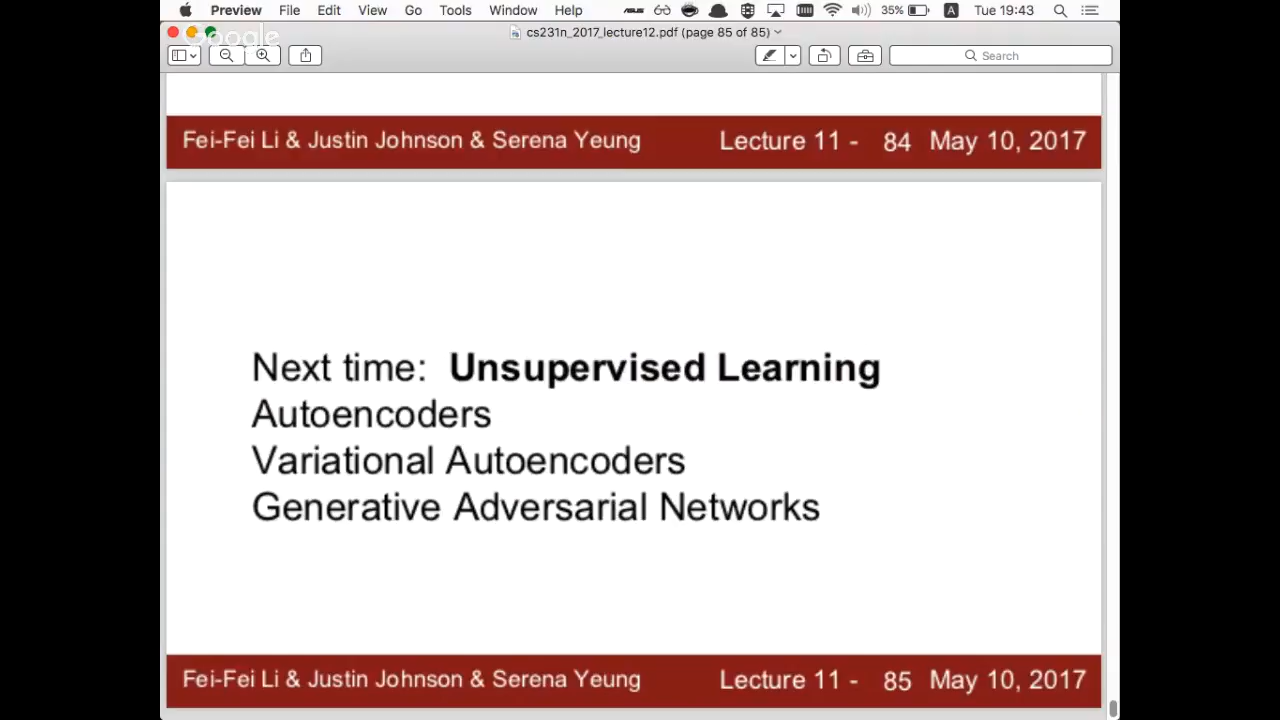 Preview File Edit View Go Tools Window Help 35% A Tue 19:43
Google
cs231n_2017_lecture12.pdf (page 85 of 85)
Search
Fei-Fei Li & Justin Johnson & Serena Yeung Lecture 11 - 84 May 10, 2017
Next time: Unsupervised Learning
Autoencoders
Variational Autoencoders
Generative Adversarial Networks
Fei-Fei Li & Justin Johnson & Serena Yeung Lecture 11 - 85 May 10, 2017